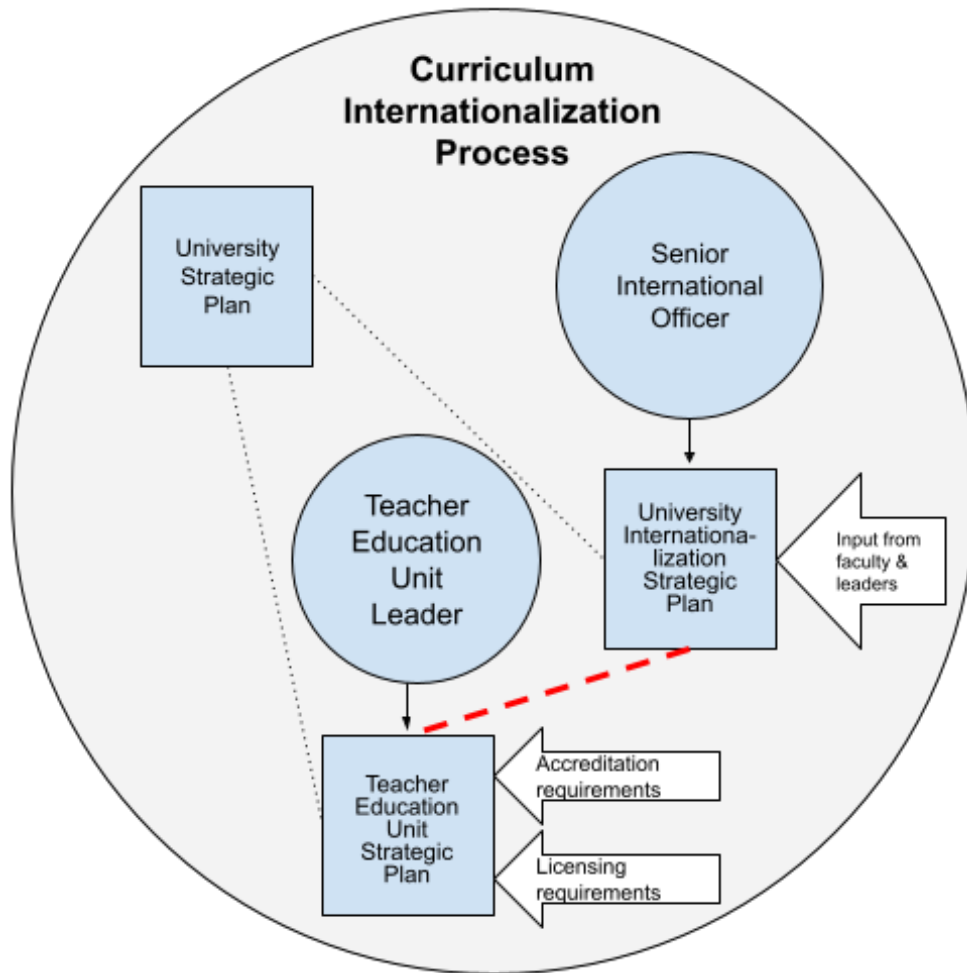 Curriculum
Internationalization
Process
University
Strategic
Plan
Senior
International
Officer
Teacher
Education
Unit
Leader
University
Internationa-
lization
Strategic
Plan
Input from
faculty &
leaders
Teacher
Education
Unit
Strategic
Plan
Accreditation
requirements
Licensing
requirements